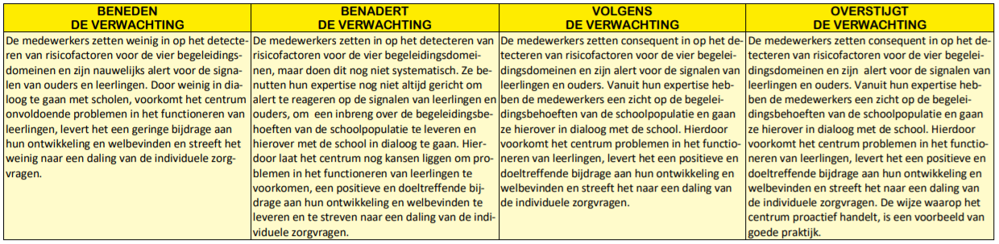 BENEDEN
DE VERWACHTING
De medewerkers zetten weinig in op het detecte-
ren van risicofactoren voor de vier begeleidings-
domeinen en zijn nauwelijks alert voor de signa-
len van ouders en leerlingen. Door weinig in dia-
loog te gaan met scholen, voorkomt het centrum
onvoldoende problemen in het functioneren van
leerlingen, levert het een geringe bijdrage aan
hun ontwikkeling en welbevinden en streeft het
weinig naar een daling van de individuele zorg-
vragen.
BENADERT
DE VERWACHTING
De medewerkers zetten in op het detecteren van
risicofactoren voor de vier begeleidingsdomei-
nen, maar doen dit nog niet systematisch. Ze be-
nutten hun expertise nog niet altijd gericht om
alert te reageren op de signalen van leerlingen en
ouders, om een inbreng over de begeleidingsbe-
hoeften van de schoolpopulatie te leveren en
hierover met de school in dialoog te gaan. Hier-
door laat het centrum nog kansen liggen om pro-
blemen in het functioneren van leerlingen te
voorkomen, een positieve en doeltreffende bij-
drage aan hun ontwikkeling en welbevinden te
leveren en te streven naar een daling van de indi-
viduele zorgvragen.
VOLGENS
DE VERWACHTING
De medewerkers zetten consequent in op het de-
tecteren van risicofactoren voor de vier begelei-
dingsdomeinen en zijn alert voor de signalen van
leerlingen en ouders. Vanuit hun expertise heb-
ben de medewerkers een zicht op de begelei-
dingsbehoeften van de schoolpopulatie en gaan
ze hierover in dialoog met de school. Hierdoor
voorkomt het centrum problemen in het functio-
neren van leerlingen, levert het een positieve en
doeltreffende bijdrage aan hun ontwikkeling en
welbevinden en streeft het naar een daling van
de individuele zorgvragen.
OVERSTIJGT
DE VERWACHTING
De medewerkers zetten consequent in op het de-
tecteren van risicofactoren voor de vier begelei-
dingsdomeinen en zijn alert voor de signalen van
leerlingen en ouders. Vanuit hun expertise heb-
ben de medewerkers een zicht op de begelei-
dingsbehoeften van de schoolpopulatie en gaan
ze hierover in dialoog met de school. Hierdoor
voorkomt het centrum problemen in het functio-
neren van leerlingen, levert het een positieve en
doeltreffende bijdrage aan hun ontwikkeling en
welbevinden en streeft het naar een daling van
de individuele zorgvragen. De wijze waarop het
centrum proactief handelt, is een voorbeeld van
goede praktijk.